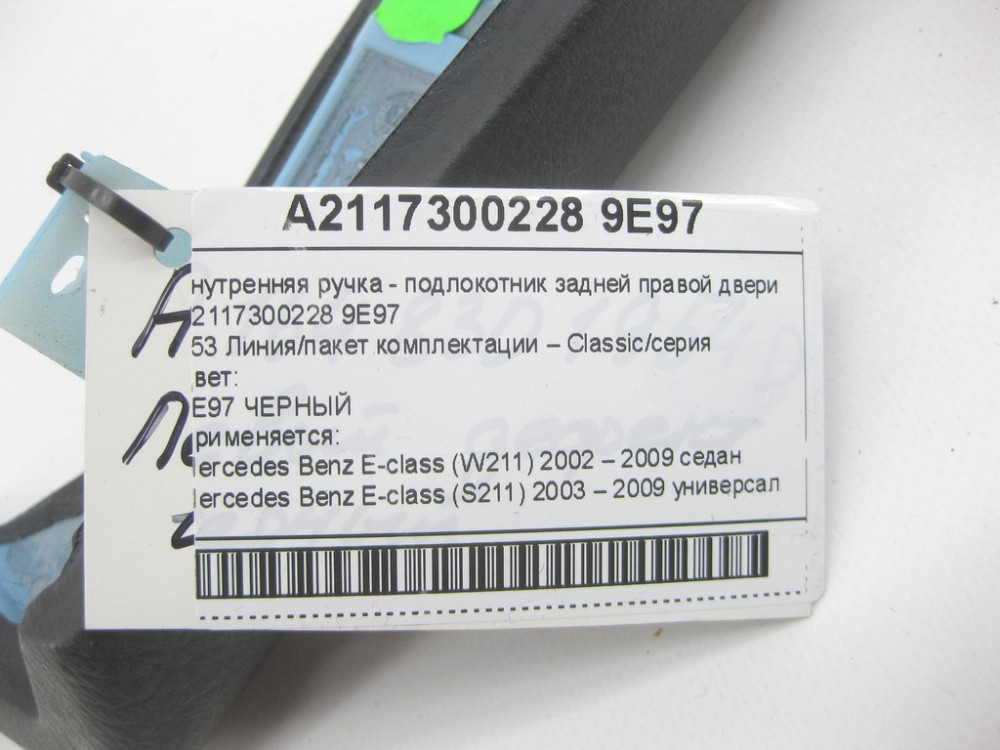 A2117300228 9E97
нутренняя ручка - подлокотник задней правой двери
2117300228 9E97
53 Линия/пакет комплектации – Classic/серия
вет:
E97 ЧЕРНЫЙ
рименяется:
ercedes Benz E-class (W211) 2002 – 2009 седан
ercedes Benz E-class (S211) 2003 – 2009 универсал